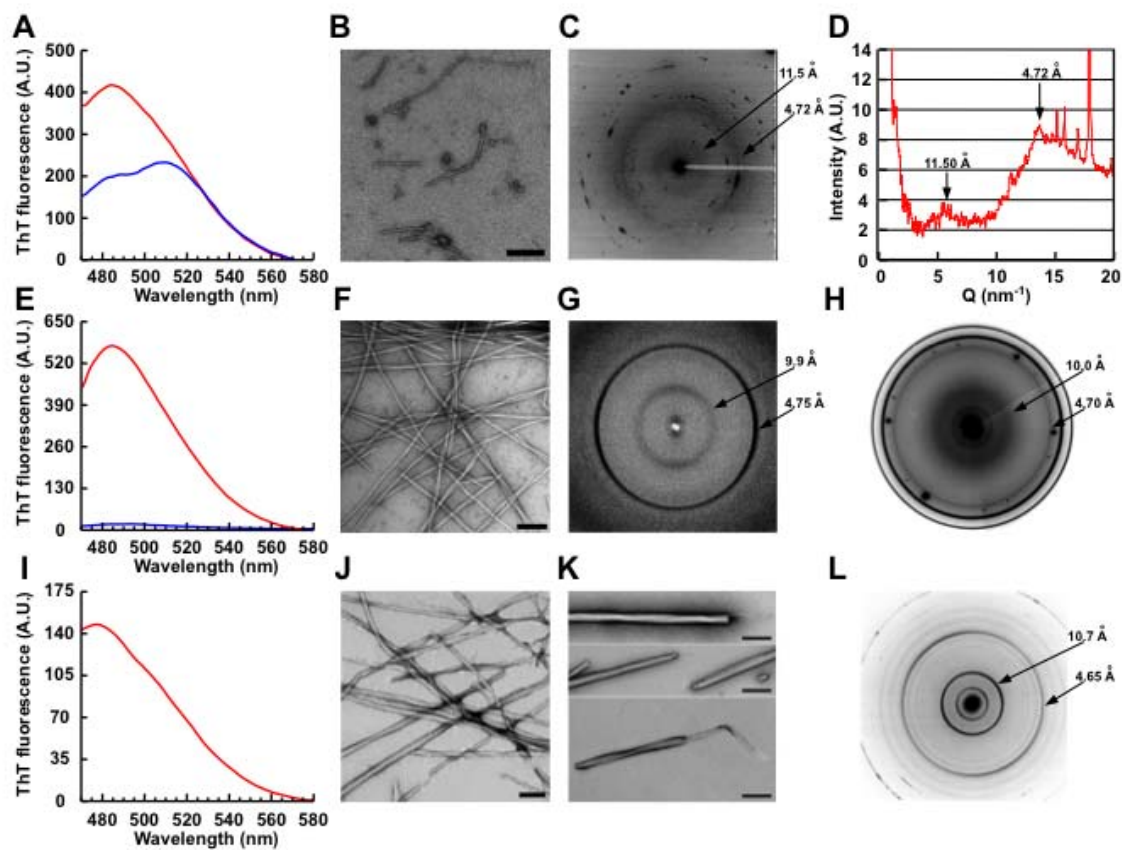 A
B
C
D
500
400
300
200
100
0
ThT fluorescence (A.U.)
480 500 520 540 560 580
Wavelength (nm)
11.5 Å
4.72 Å
14
12
10
8
6
4
2
0
Intensity (A.U.)
4.72 Å
11.50 Å
0 5 10 15 20
Q (nm⁻¹)
E
F
G
H
650
520
390
260
130
0
ThT fluorescence (A.U.)
480 500 520 540 560 580
Wavelength (nm)
9.9 Å
4.75 Å
10.0 Å
4.70 Å
I
J
K
L
175
140
105
70
35
0
ThT fluorescence (A.U.)
480 500 520 540 560 580
Wavelength (nm)
10.7 Å
4.65 Å